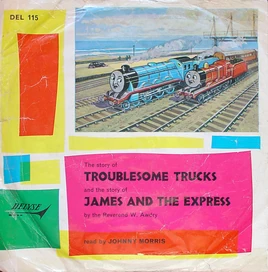 DEL 115
The story of
TROUBLESOME TRUCKS
and the story of
JAMES AND THE EXPRESS
by the Reverend W. Awdry
read by JOHNNY MORRIS
DELYSE